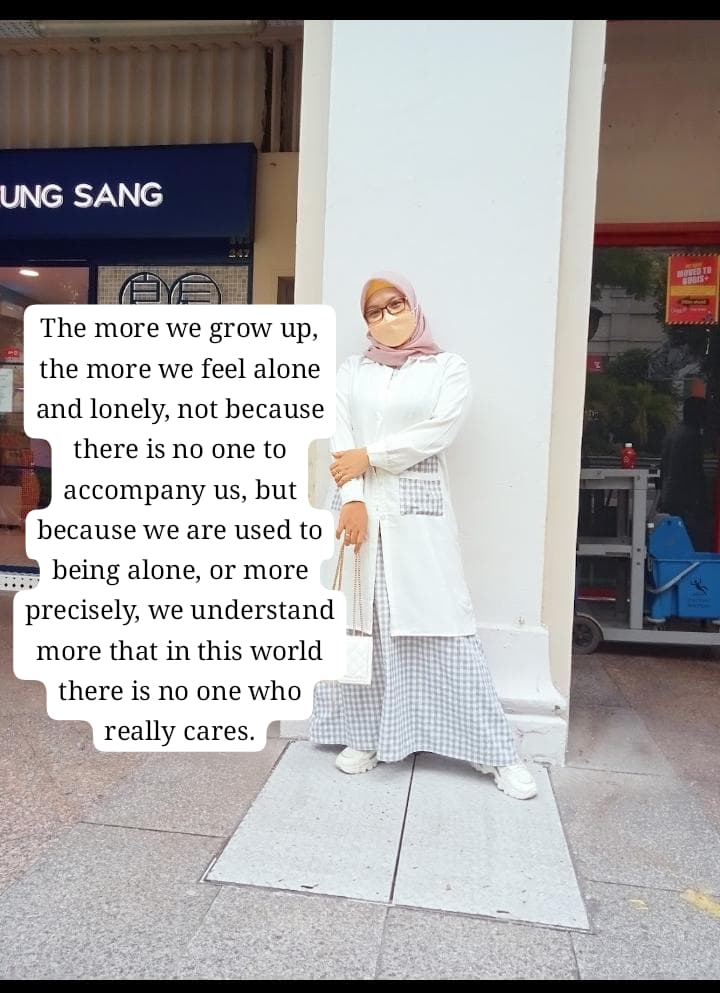 UNG SANG
247
The more we grow up,
the more we feel alone
and lonely, not because
there is no one to
accompany us, but
because we are used to
being alone, or more
precisely, we understand
more that in this world
there is no one who
really cares.
MOVED TO
BUGIS+